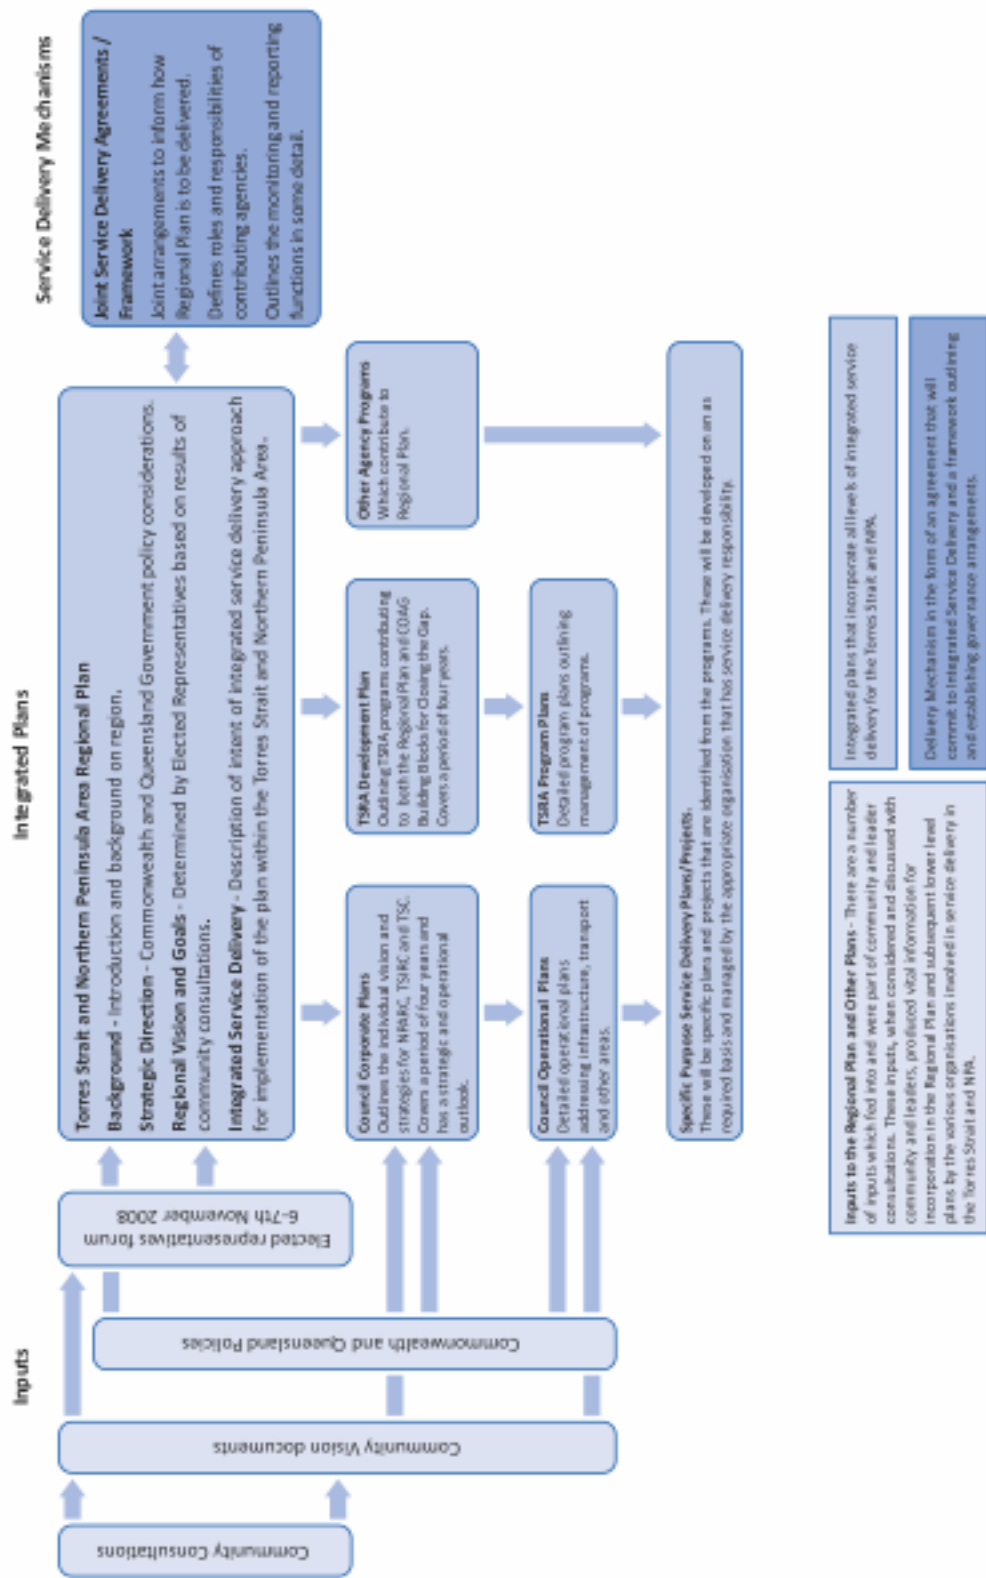 Inputs
Integrated Plans
Service Delivery Mechanisms
Community Consultations
Community Vision documents
Commonwealth and Queensland Policies
Elected representatives forum
6-7th November 2008
Torres Strait and Northern Peninsula Area Regional Plan
Background - Introduction and background on region.
Strategic Direction - Commonwealth and Queensland Government policy considerations.
Regional Vision and Goals - Determined by Elected Representatives based on results of
community consultations.
Integrated Service Delivery - Description of intent of integrated service delivery approach
for implementation of the plan within the Torres Strait and Northern Peninsula Area.
Joint Service Delivery Agreements /
Framework
Joint arrangements to inform how
Regional Plan is to be delivered.
Defines roles and responsibilities of
contributing agencies.
Outlines the monitoring and reporting
functions in some detail.
Council Corporate Plans
Outlines the individual vision and
strategies for NPARC, TSIRC and TSC.
Covers a period of four years and
has a strategic and operational
outlook.
TSRA Development Plan
Outlining TSRA programs contributing
to both the Regional Plan and COAG
Building Blocks for Closing the Gap.
Covers a period of four years.
Other Agency Programs
Which contribute to
Regional Plan.
Council Operational Plans
Detailed operational plans
addressing infrastructure, transport
and other areas.
TSRA Program Plans
Detailed program plans outlining
management of programs.
Specific Purpose Service Delivery Plans/Projects.
These will be specific plans and projects that are identified from the programs. These will be developed on an as
required basis and managed by the appropriate organisation that has service delivery responsibility.
Inputs to the Regional Plan and Other Plans - There are a number
of inputs which fed into and were part of community and leader
consultations. These inputs, when considered and discussed with
community and leaders, produced vital information for
incorporation in the Regional Plan and subsequent lower level
plans by the various organisations involved in service delivery in
the Torres Strait and NPA.
Integrated plans that incorporate all levels of integrated service
delivery for the Torres Strait and NPA.
Delivery Mechanism in the form of an agreement that will
commit to Integrated Service Delivery and a framework outlining
and establishing governance arrangements.